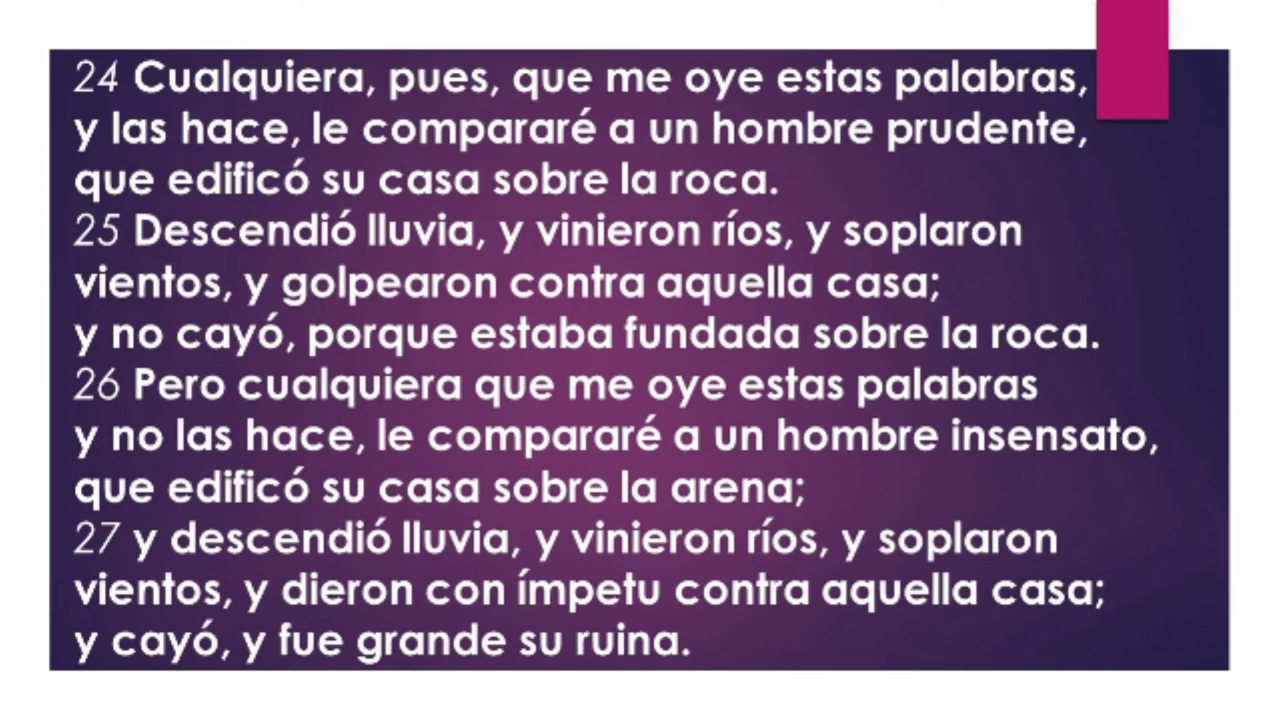 24 Cualquiera, pues, que me oye estas palabras,
y las hace, le compararé a un hombre prudente,
que edificó su casa sobre la roca.
25 Descendió lluvia, y vinieron ríos, y soplaron
vientos, y golpearon contra aquella casa;
y no cayó, porque estaba fundada sobre la roca.
26 Pero cualquiera que me oye estas palabras
y no las hace, le compararé a un hombre insensato,
que edificó su casa sobre la arena;
27 y descendió lluvia, y vinieron ríos, y soplaron
vientos, y dieron con ímpetu contra aquella casa;
y cayó, y fue grande su ruina.